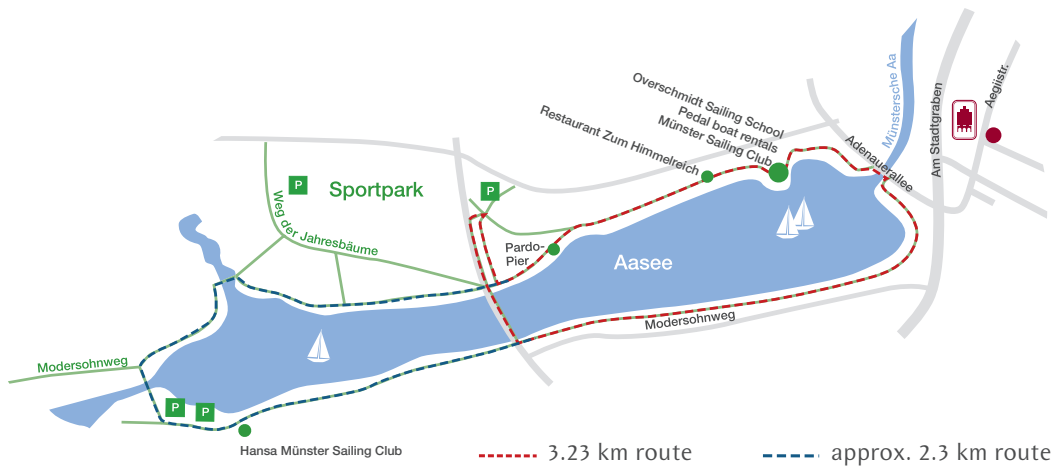 Overschmidt Sailing School
Pedal boat rentals
Münster Sailing Club
Restaurant Zum Himmelreich
Münstersche Aa
Am Stadtgraben
Aegiistr.
Adenauerallee
P
Sportpark
P
Weg der Jahresbäume
Pardo-
Pier
Aasee
Modersohnweg
Modersohnweg
P
P
Hansa Münster Sailing Club
3.23 km route
approx. 2.3 km route